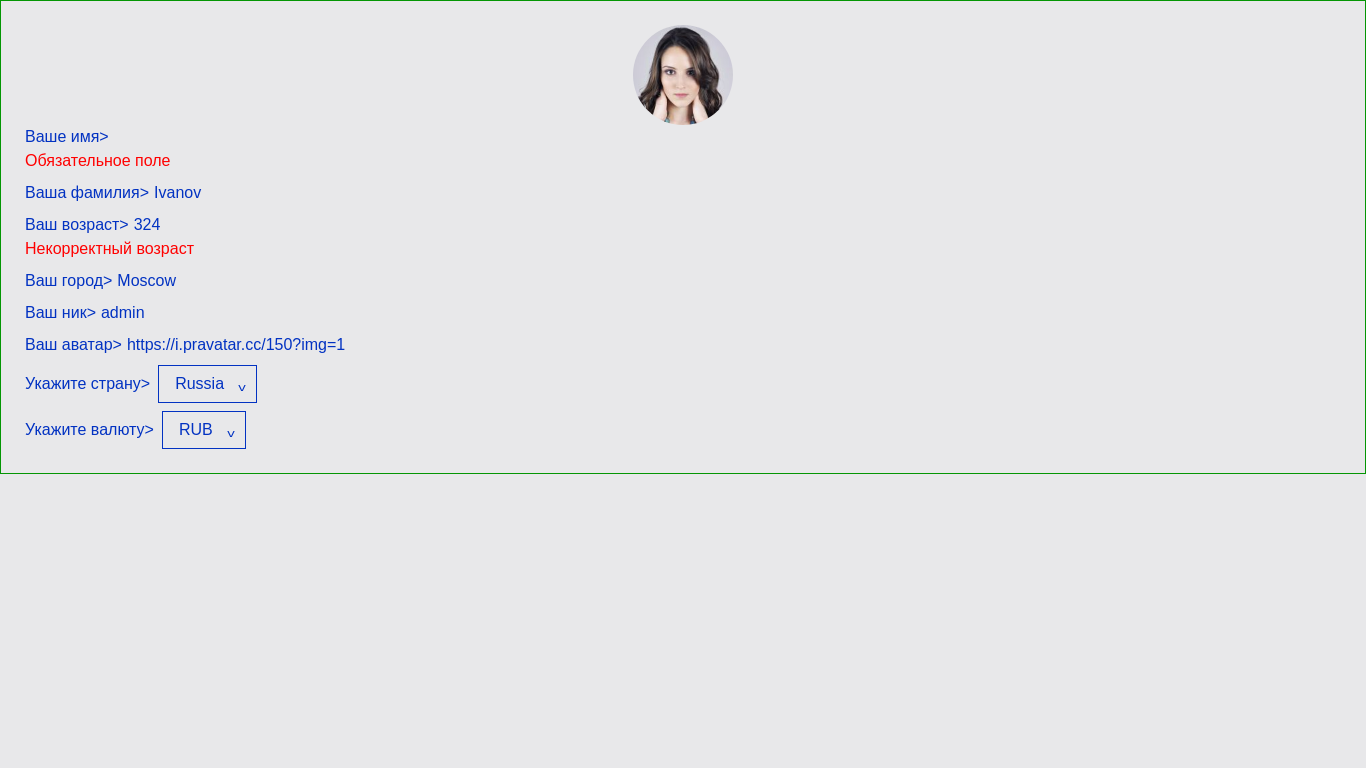 Ваше имя>
Обязательное поле
Ваша фамилия> Ivanov
Ваш возраст> 324
Некорректный возраст
Ваш город> Moscow
Ваш ник> admin
Ваш аватар> https://i.pravatar.cc/150?img=1
Укажите страну> Russia
Укажите валюту> RUB